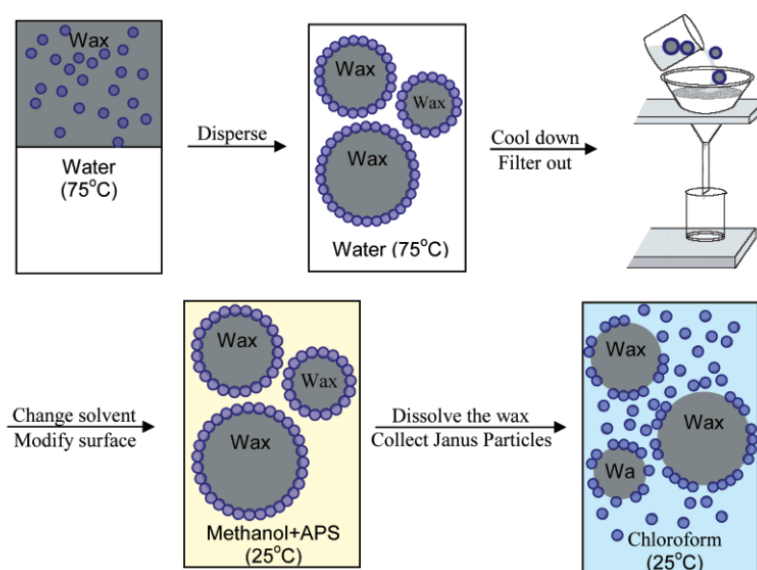 Wax
Water
(75°C)
Disperse
Wax
Wax
Wax
Water (75°C)
Cool down
Filter out
Change solvent
Modify surface
Wax
Wax
Wax
Methanol+APS
(25°C)
Dissolve the wax
Collect Janus Particles
Wax
Wax
Wa
Chloroform
(25°C)